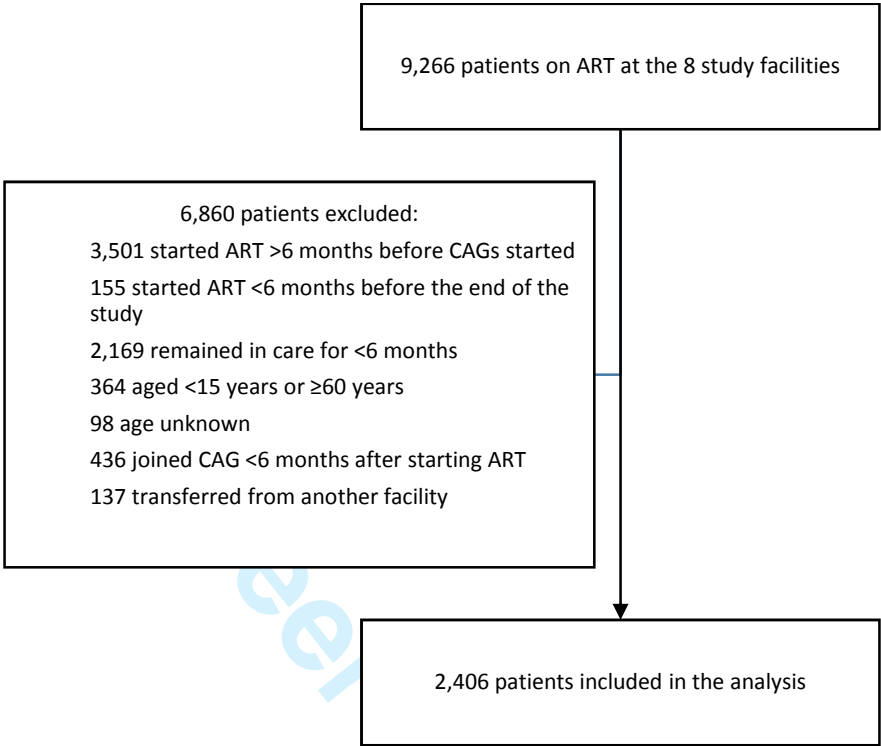 9,266 patients on ART at the 8 study facilities
6,860 patients excluded:
3,501 started ART >6 months before CAGs started
155 started ART <6 months before the end of the
study
2,169 remained in care for <6 months
364 aged <15 years or ≥60 years
98 age unknown
436 joined CAG <6 months after starting ART
137 transferred from another facility
2,406 patients included in the analysis